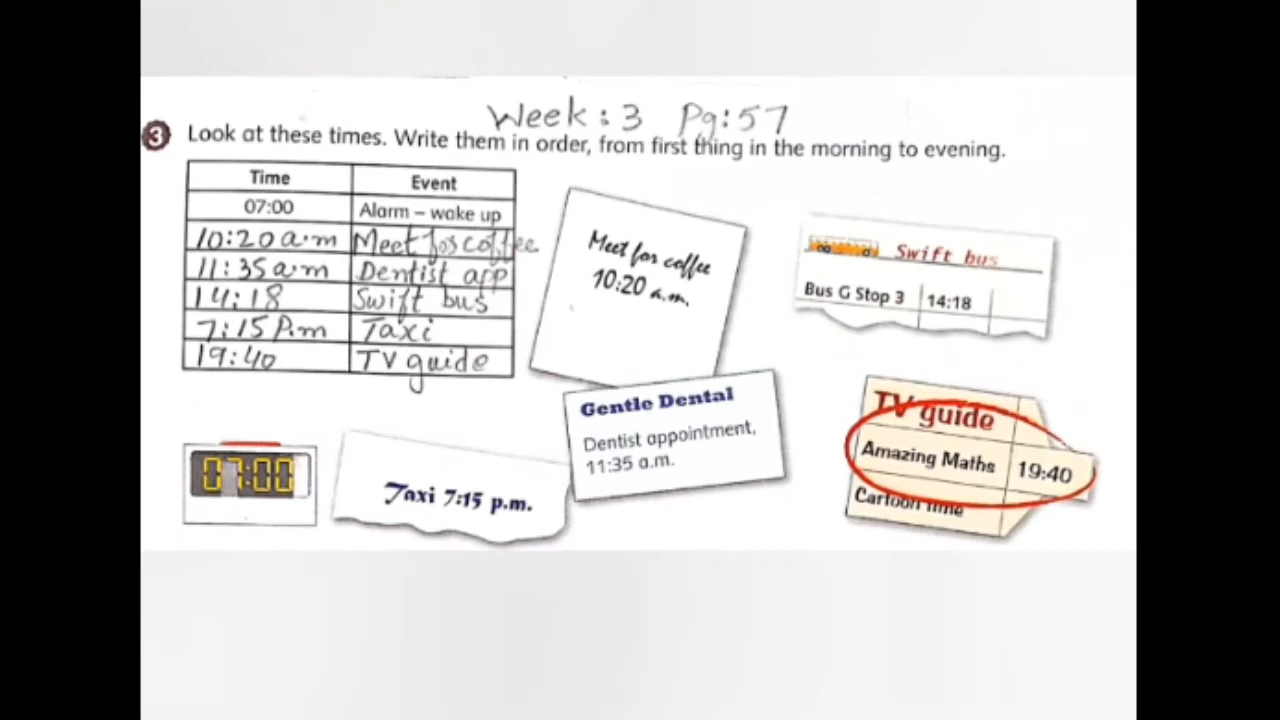 Week : 3 Pg: 57
3 Look at these times. Write them in order, from first thing in the morning to evening.
Time Event
07:00 Alarm – wake up
10:20 a.m Meet for coffee
11:35 a.m Dentist app
14:18 Swift bus
7:15 P.m Taxi
19:40 TV guide
Meet for coffee
10:20 a.m.
Swift bus
Bus G Stop 3 14:18
Gentle Dental
Dentist appointment,
11:35 a.m.
TV guide
Amazing Maths 19:40
Cartoon time
07:00
Taxi 7:15 p.m.